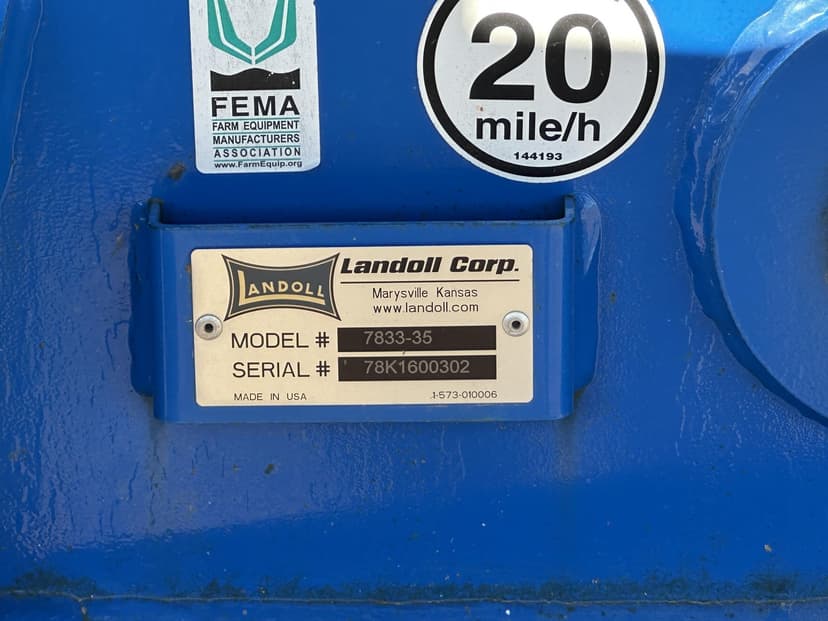 FEMA
FARM EQUIPMENT
MANUFACTURERS
ASSOCIATION
www.FarmEquip.org
20
mile/h
144193
LANDOLL
Landoll Corp.
Marysville Kansas
www.landoll.com
MODEL # 7833-35
SERIAL # 78K1600302
MADE IN USA
1-573-010006